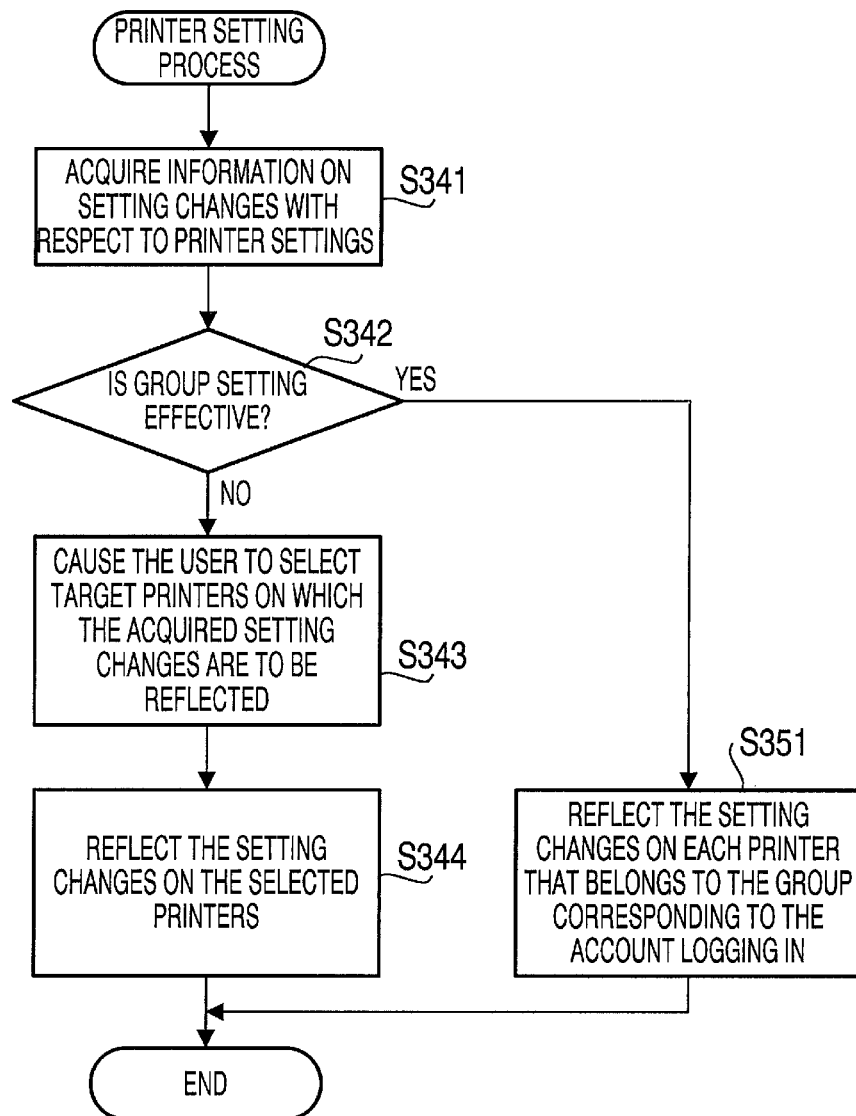 PRINTER SETTING
PROCESS
ACQUIRE INFORMATION ON
SETTING CHANGES WITH
RESPECT TO PRINTER SETTINGS
S341
S342
IS GROUP SETTING
EFFECTIVE?
YES
NO
CAUSE THE USER TO SELECT
TARGET PRINTERS ON WHICH
THE ACQUIRED SETTING
CHANGES ARE TO BE
REFLECTED
S343
REFLECT THE SETTING
CHANGES ON THE SELECTED
PRINTERS
S344
S351
REFLECT THE SETTING
CHANGES ON EACH PRINTER
THAT BELONGS TO THE GROUP
CORRESPONDING TO THE
ACCOUNT LOGGING IN
END